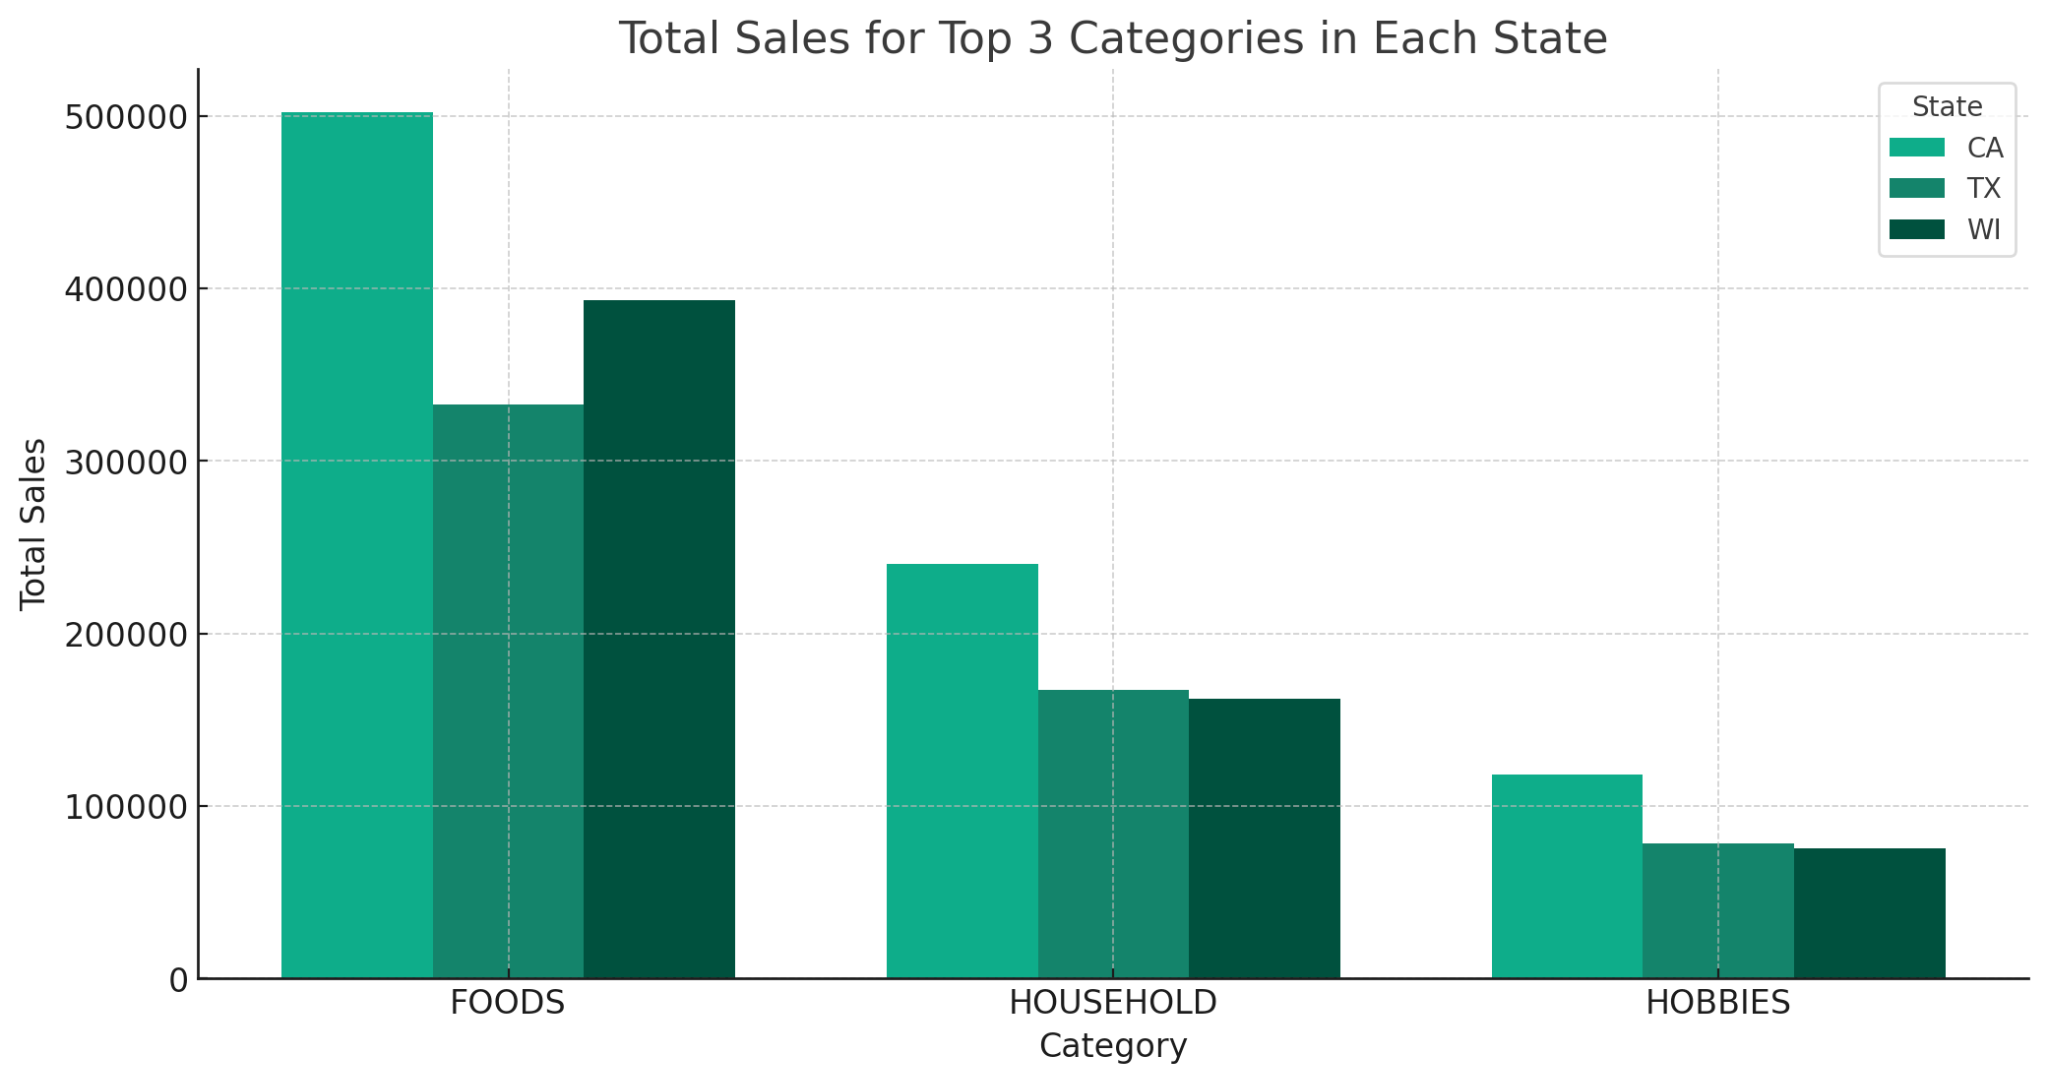 Total Sales for Top 3 Categories in Each State
State
CA
TX
WI
500000
400000
300000
200000
100000
0
Total Sales
FOODS
HOUSEHOLD
HOBBIES
Category